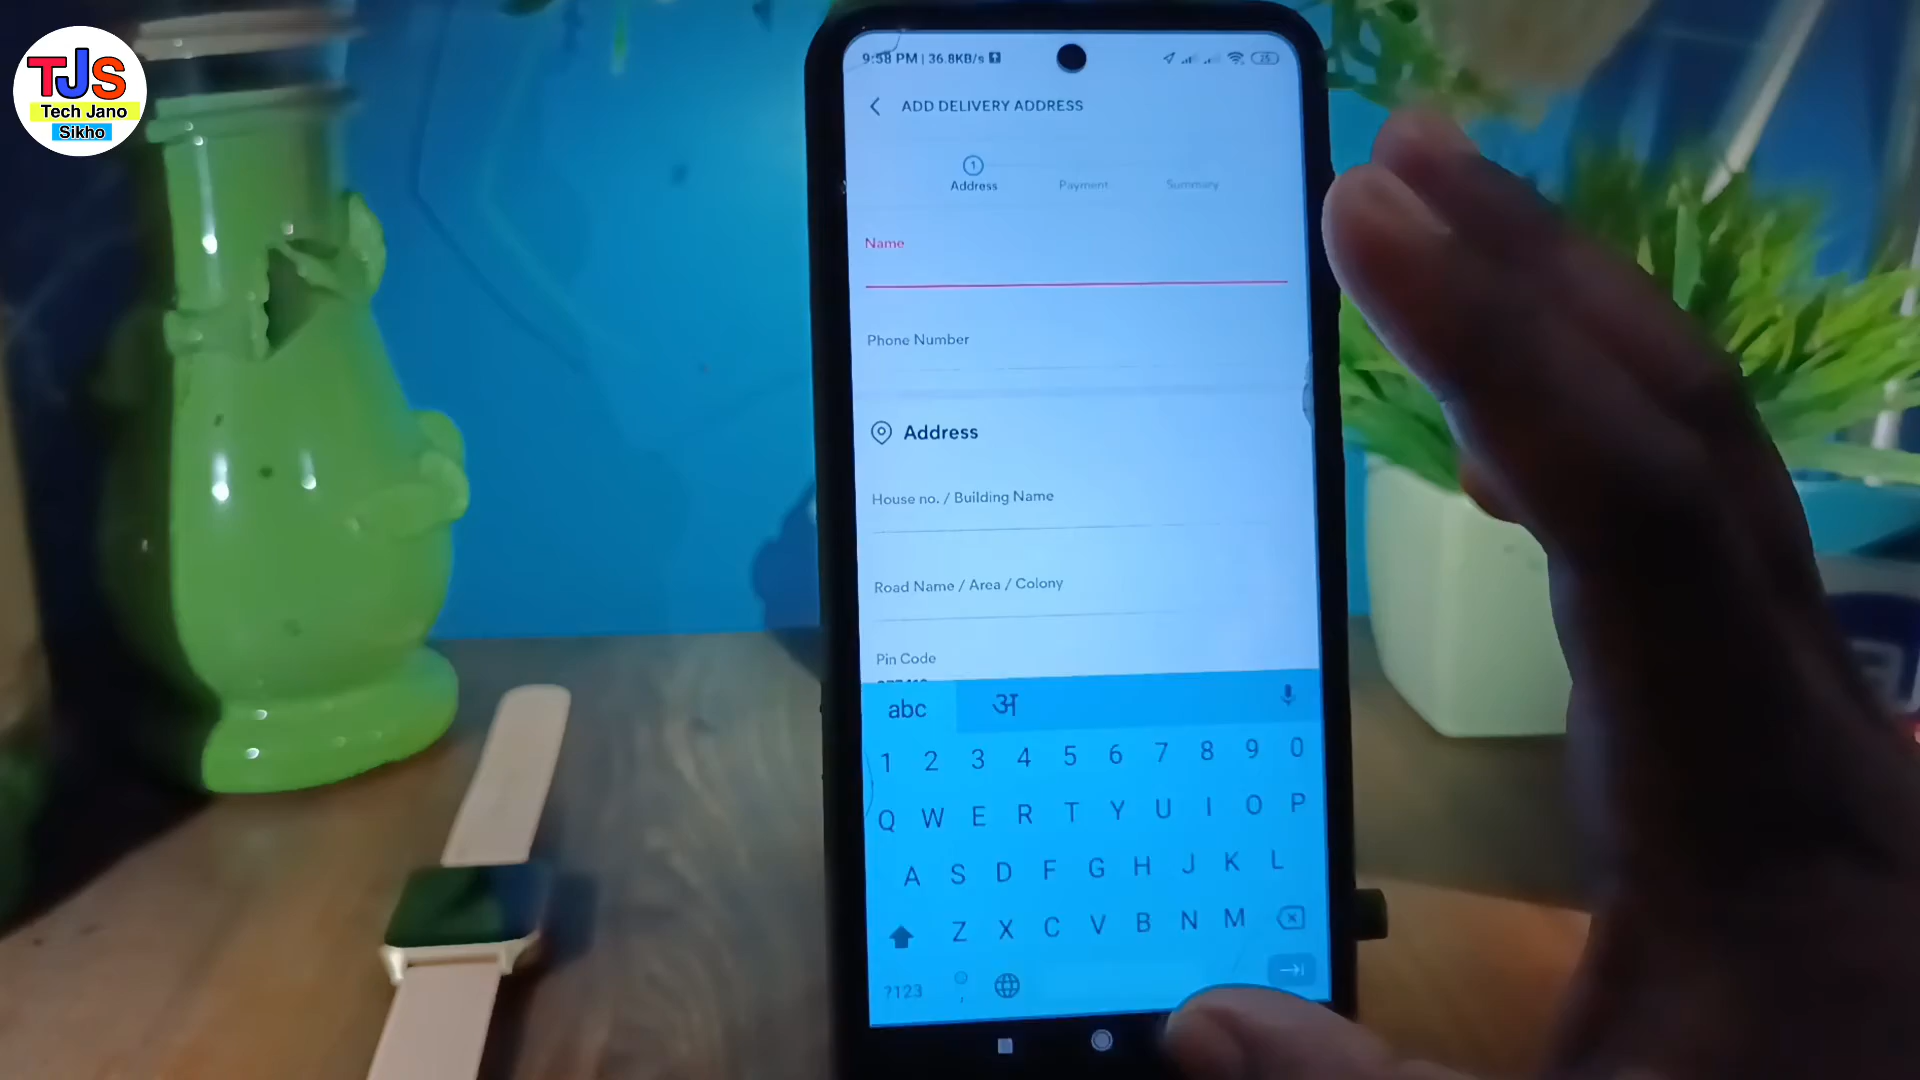 TJS
Tech Jano
Sikho
9:58 PM | 36.8KB/s
25
ADD DELIVERY ADDRESS
1
Address Payment Summary
Name
Phone Number
Address
House no. / Building Name
Road Name / Area / Colony
Pin Code
abc अ
1 2 3 4 5 6 7 8 9 0
Q W E R T Y U I O P
A S D F G H J K L
Z X C V B N M
?123 ,